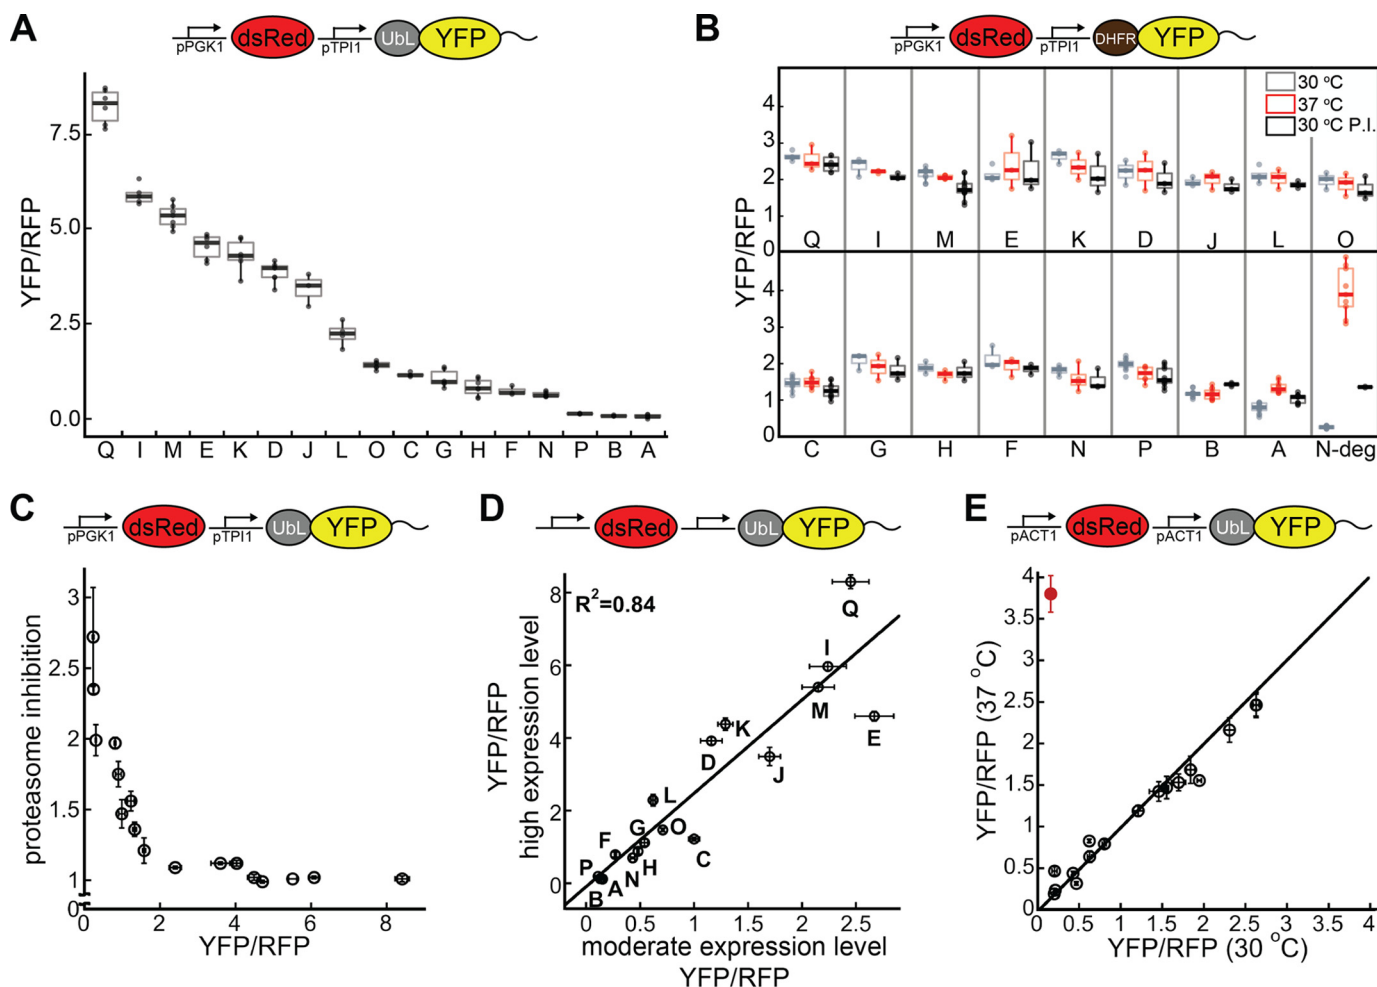 A
pPGK1
dsRed
pTPI1
UbL
YFP
YFP/RFP
7.5
5.0
2.5
0.0
Q I M E K D J L O C G H F N P B A
B
pPGK1
dsRed
pTPI1
DHFR
YFP
30 °C
37 °C
30 °C P.I.
YFP/RFP
4
3
2
1
0
Q I M E K D J L O
4
3
2
1
0
C G H F N P B A N-deg
C
pPGK1
dsRed
pTPI1
UbL
YFP
proteasome inhibition
3
2.5
2
1.5
1
0
0 2 4 6 8
YFP/RFP
D
dsRed
UbL
YFP
R²=0.84
YFP/RFP
high expression level
8
6
4
2
0
Q
I
M
E
K
D
J
L
G
O
C
F
H
P
N
A
B
0 0.5 1 1.5 2 2.5
moderate expression level
YFP/RFP
E
pACT1
dsRed
pACT1
UbL
YFP
YFP/RFP (37 °C)
4
3.5
3
2.5
2
1.5
1
0.5
0
0 0.5 1 1.5 2 2.5 3 3.5 4
YFP/RFP (30 °C)